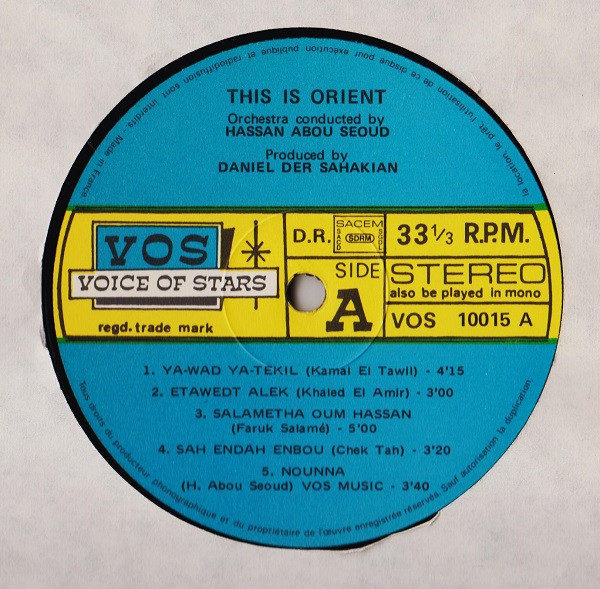 la location, le prêt, l'utilisation de ce disque pour exécution publique et radiodiffusion sont interdits. - Made in France
THIS IS ORIENT
Orchestra conducted by
HASSAN ABOU SEOUD
Produced by
DANIEL DER SAHAKIAN
VOS
VOICE OF STARS
regd. trade mark
D.R.
SACEM
SACD
SDRM
SGDL
33 1/3 R.P.M.
SIDE
A
STEREO
also be played in mono
VOS 10015 A
1. YA-WAD YA-TEKIL (Kamal El Tawil) - 4'15
2. ETAWEDT ALEK (Khaled El Amir) - 3'00
3. SALAMETHA OUM HASSAN
(Faruk Salamé) - 5'00
4. SAH ENDAH ENBOU (Chek Tah) - 3'20
5. NOUNNA
(H. Abou Seoud) VOS MUSIC - 3'40
Tous droits du producteur phonographique et du propriétaire de l'œuvre enregistrée réservés. Sauf autorisation la duplication,